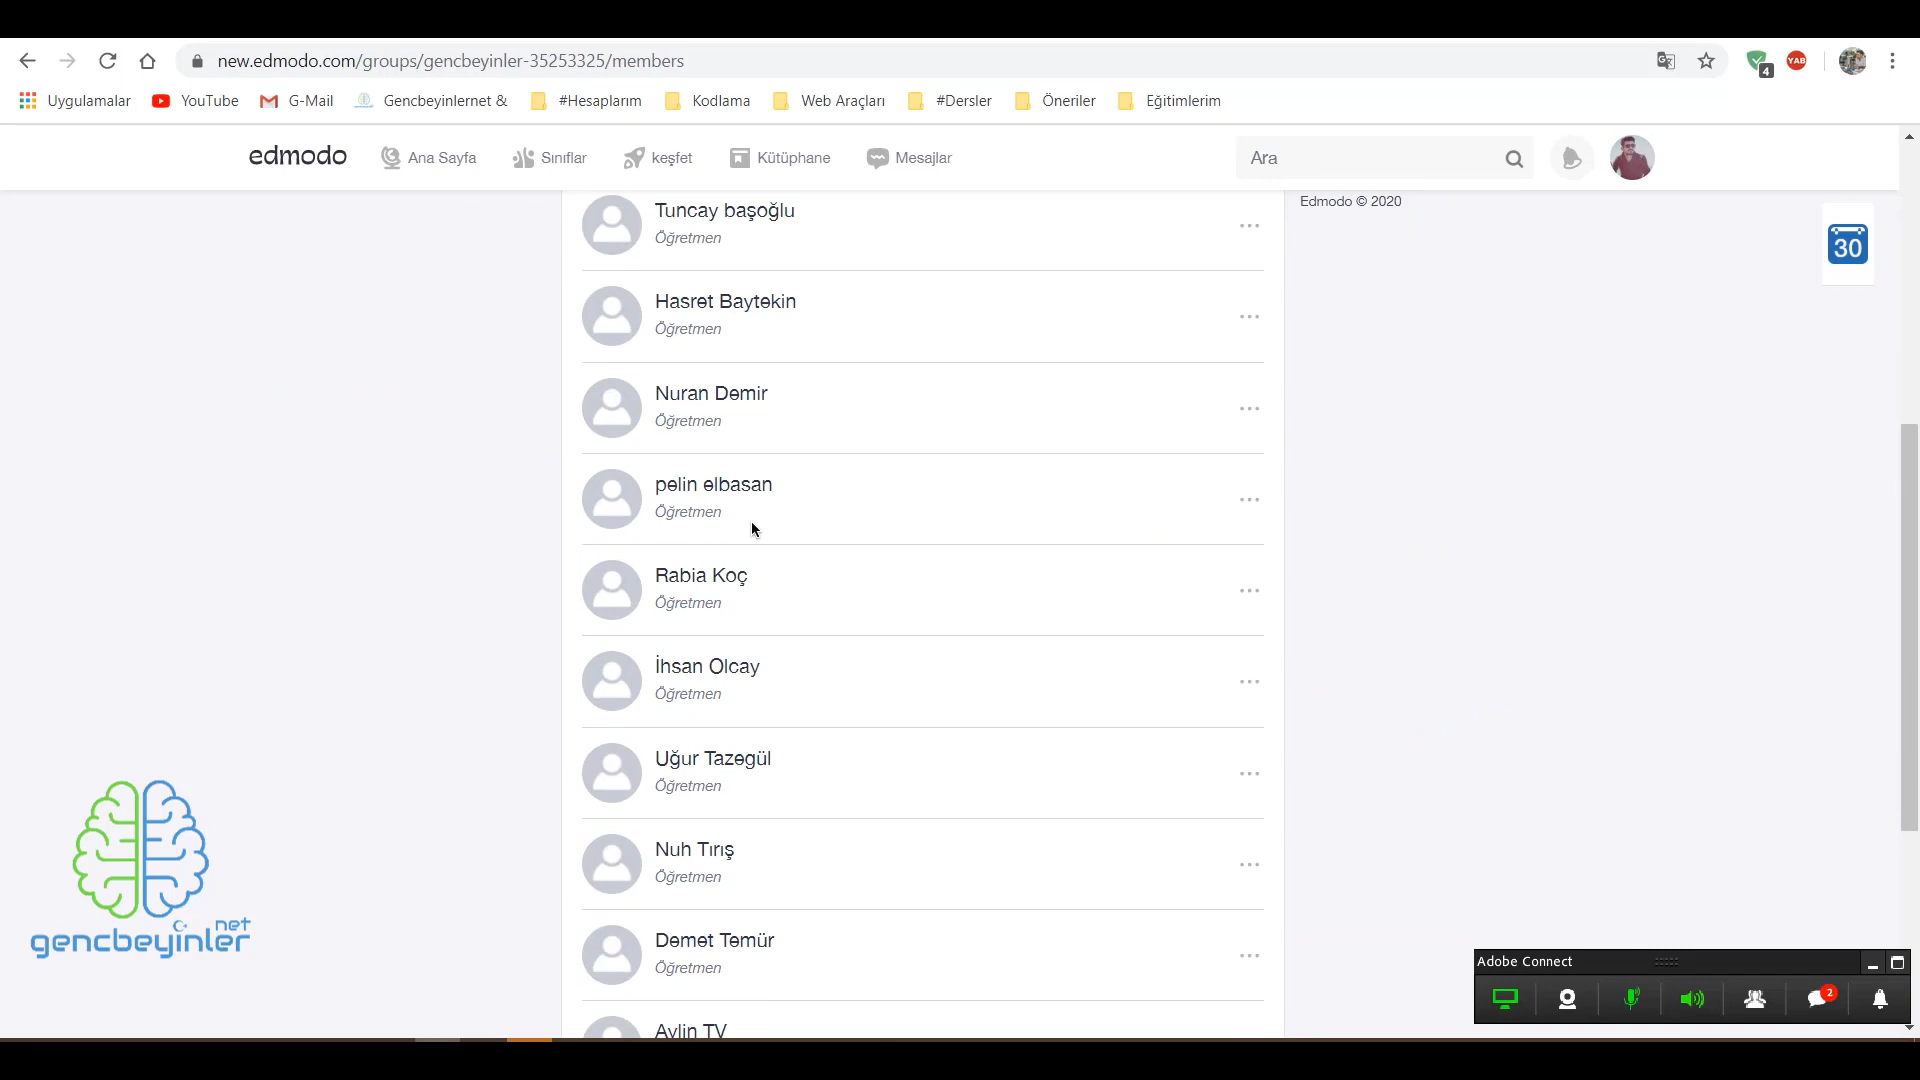 new.edmodo.com/groups/gencbeyinler-35253325/members
4
YAB
Uygulamalar
YouTube
G-Mail
Gencbeyinlernet &
#Hesaplarım
Kodlama
Web Araçları
#Dersler
Öneriler
Eğitimlerim
edmodo
Ana Sayfa
Sınıflar
keşfet
Kütüphane
Mesajlar
Ara
Tuncay başoğlu
Öğretmen
Edmodo © 2020
30
Hasret Baytekin
Öğretmen
Nuran Demir
Öğretmen
pelin elbasan
Öğretmen
Rabia Koç
Öğretmen
İhsan Olcay
Öğretmen
Uğur Tazegül
Öğretmen
Nuh Tırış
Öğretmen
Demet Temür
Öğretmen
Aylin TV
gencbeyinler net
Adobe Connect
2